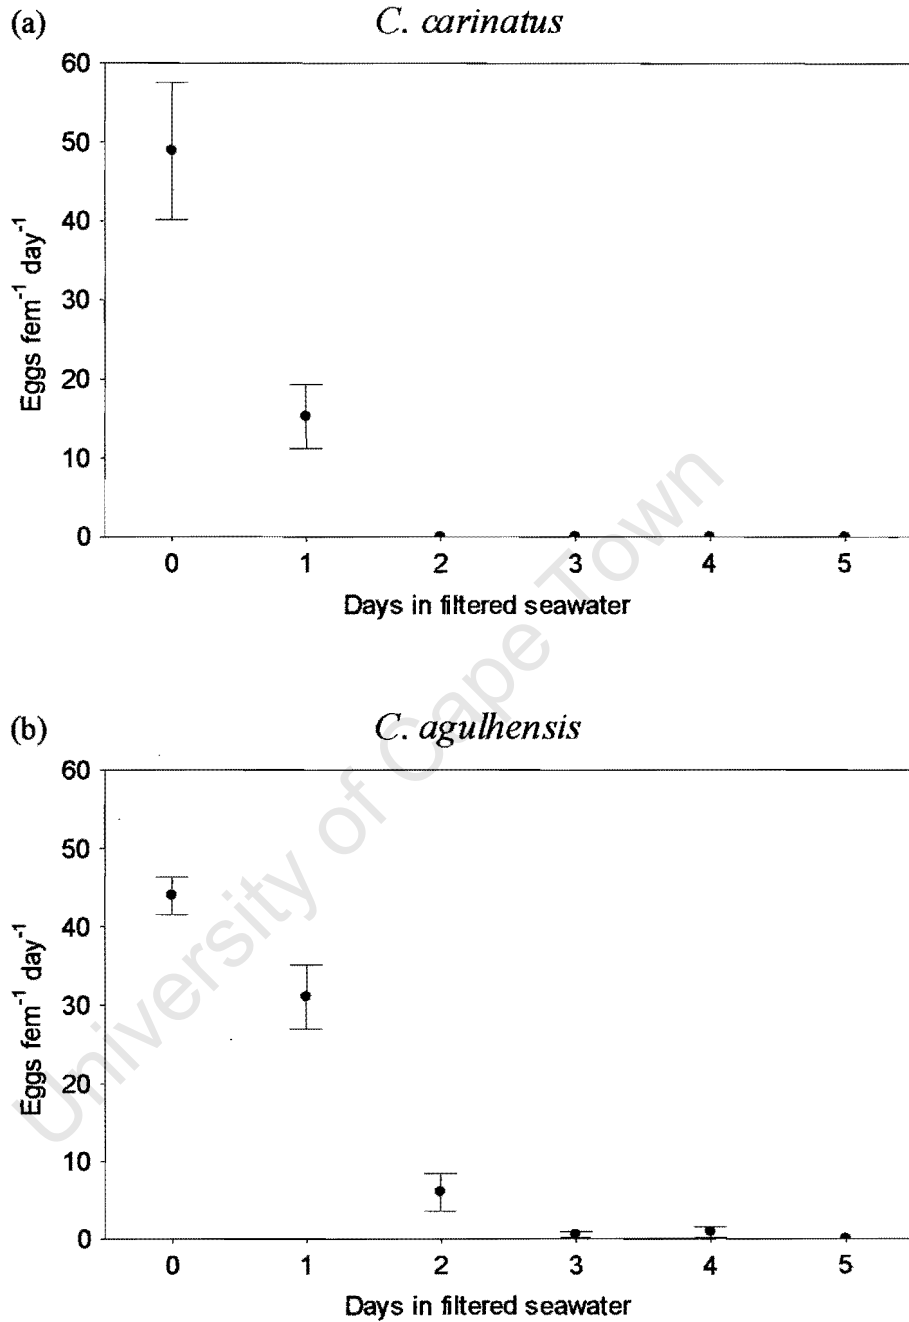 (a) C. carinatus
60
50
40
30
20
10
0
Eggs fem⁻¹ day⁻¹
0 1 2 3 4 5
Days in filtered seawater
(b) C. agulhensis
60
50
40
30
20
10
0
Eggs fem⁻¹ day⁻¹
0 1 2 3 4 5
Days in filtered seawater
University of Cape Town